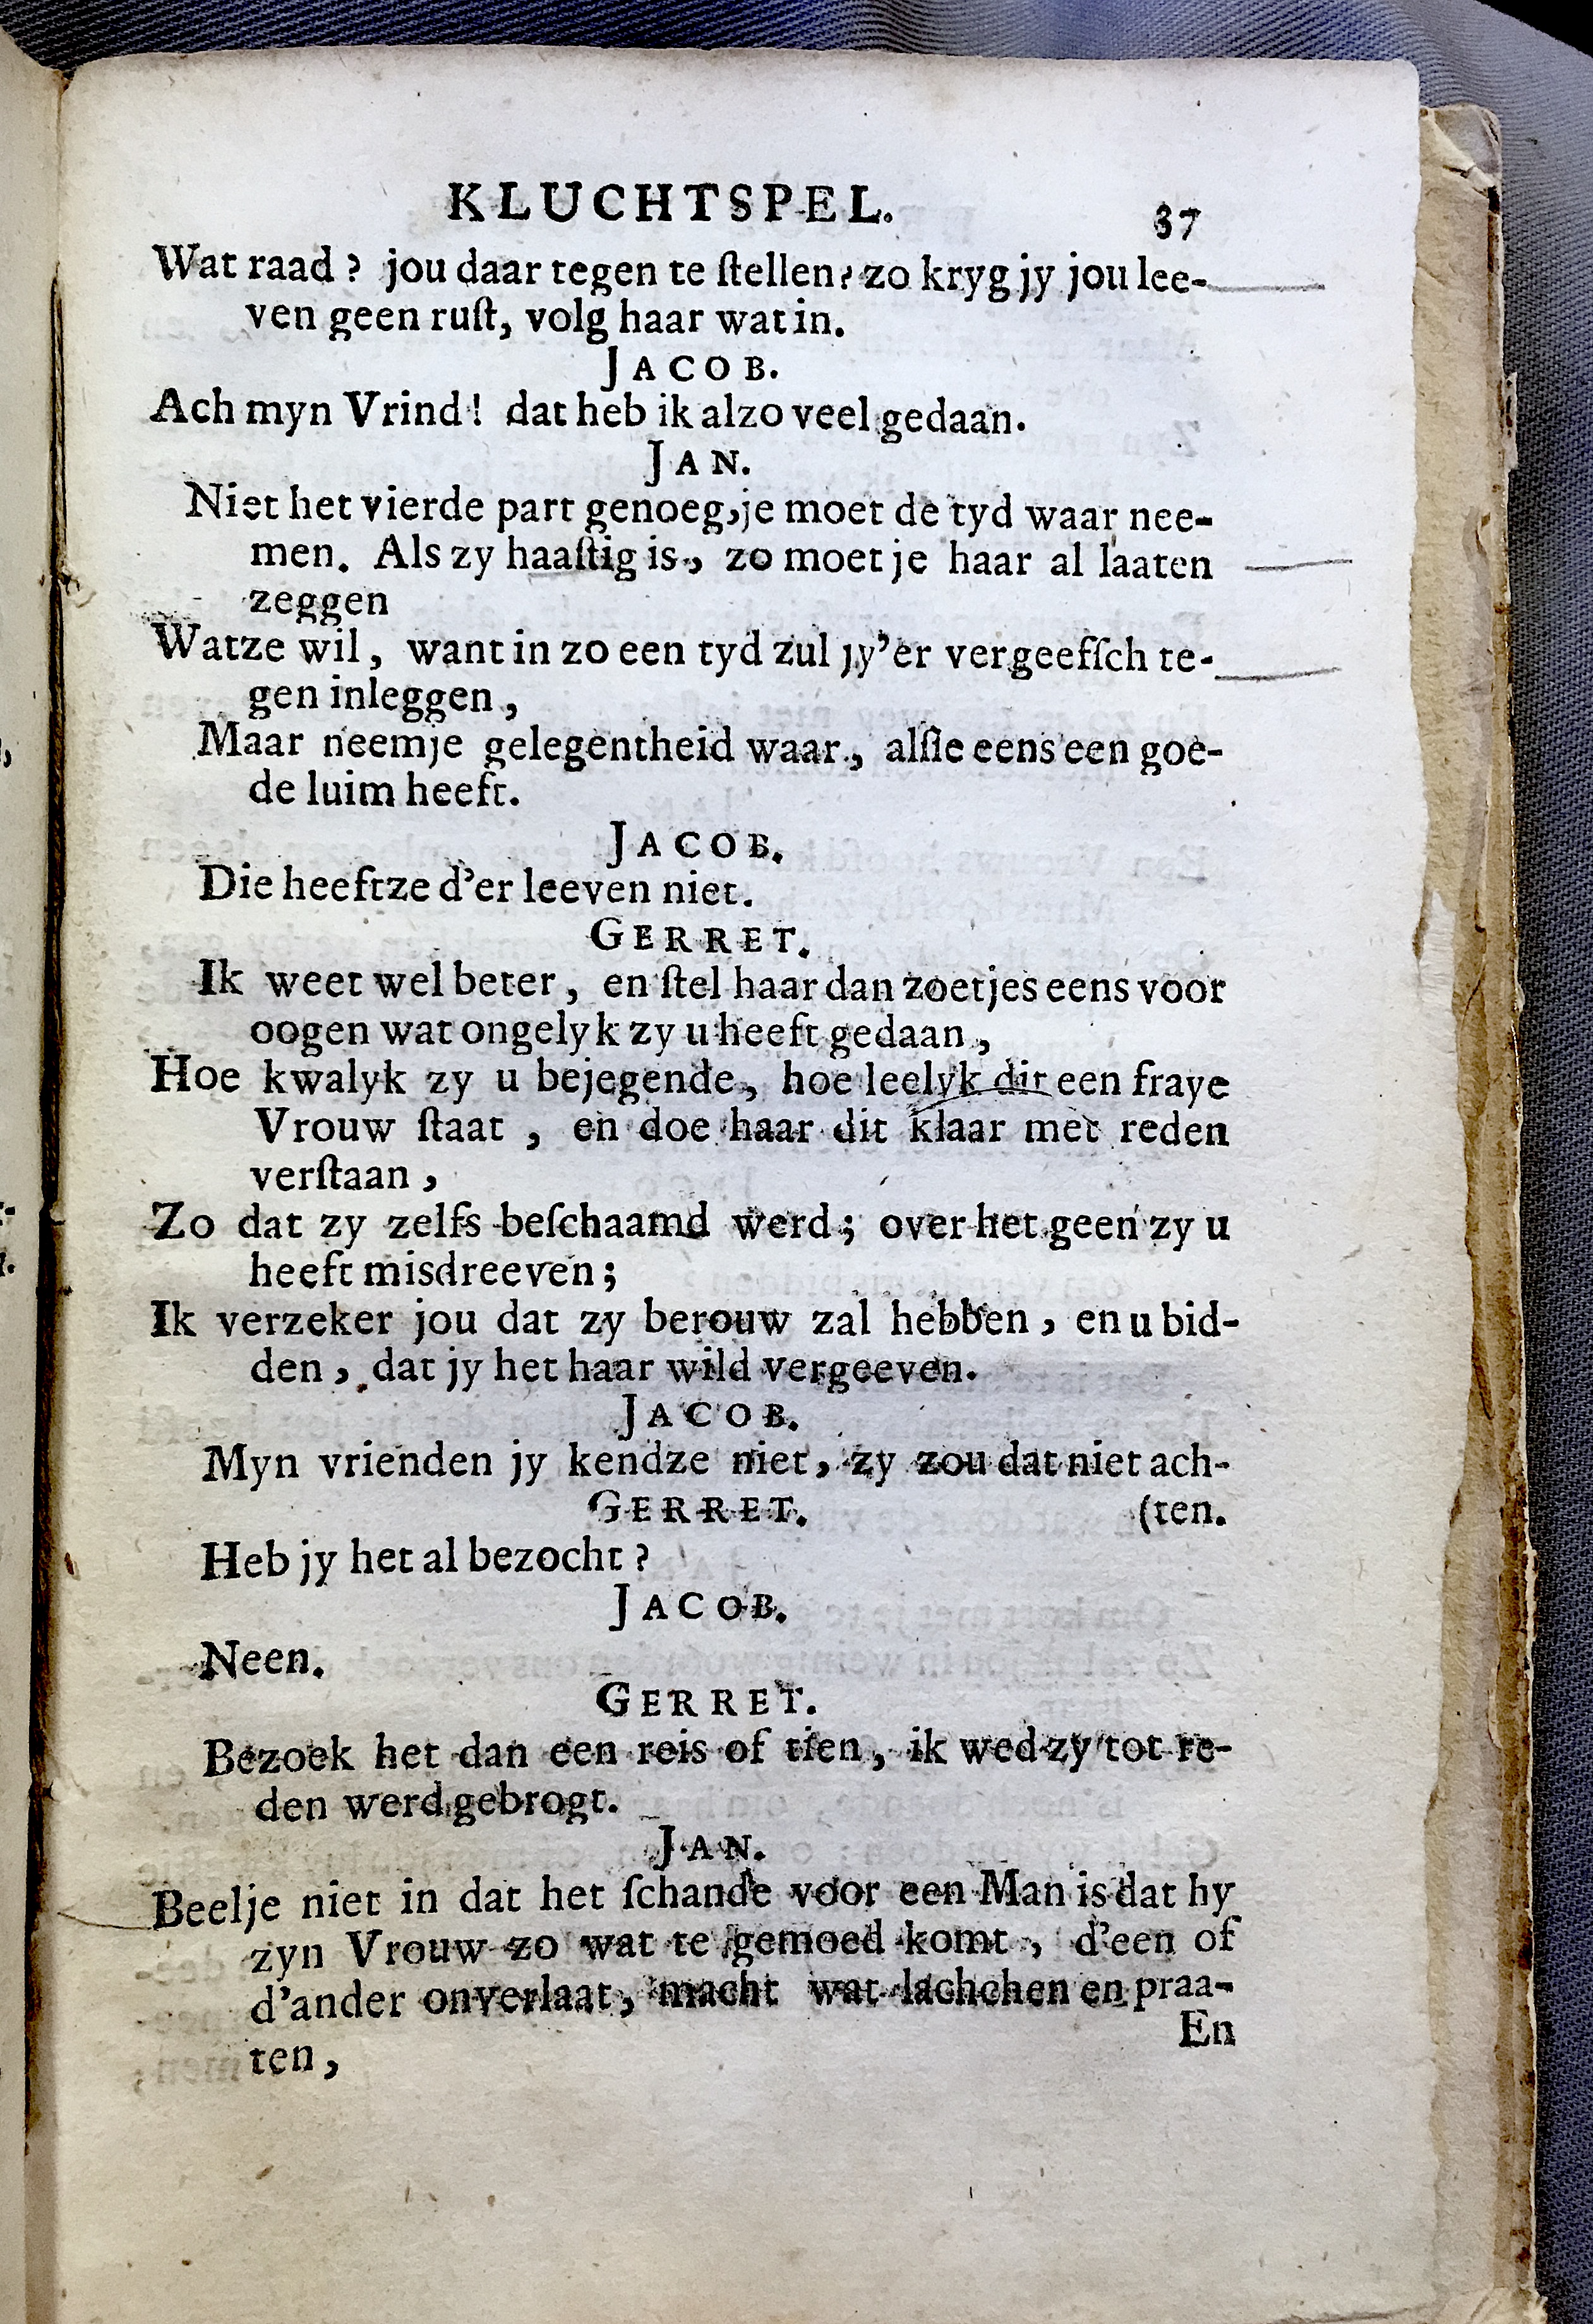 KLUCHTSPEL. 37
Wat raad? jou daar tegen te ſtellen? zo kryg jy jou lee-
ven geen ruſt, volg haar wat in.
JACOB.
Ach myn Vrind! dat heb ik alzo veel gedaan.
JAN.
Niet het vierde part genoeg, je moet de tyd waar nee-
men. Als zy haaſtig is, zo moet je haar al laaten
zeggen
Watze wil, want in zo een tyd zul jy'er vergeefſch te-
gen inleggen,
Maar neemje gelegentheid waar, alſie eens een goe-
de luim heeft.
JACOB.
Die heeftze d'er leeven niet.
GERRET.
Ik weet wel beter, en ſtel haar dan zoetjes eens voor
oogen wat ongelyk zy u heeft gedaan,
Hoe kwalyk zy u bejegende, hoe leelyk dit een fraye
Vrouw ſtaat, en doe haar dit klaar met reden
verſtaan,
Zo dat zy zelfs beſchaamd werd; over het geen zy u
heeft misdreeven;
Ik verzeker jou dat zy berouw zal hebben, en u bid-
den, dat jy het haar wild vergeeven.
JACOB.
Myn vrienden jy kendze niet, zy zou dat niet ach-
GERRET. (ten.
Heb jy het al bezocht?
JACOB.
Neen.
GERRET.
Bezoek het dan een reis of tien, ik wed zy tot re-
den werd gebrogt.
JAN.
Beelje niet in dat het ſchande voor een Man is dat hy
zyn Vrouw zo wat te gemoed komt, d'een of
d'ander onverlaat, macht wat lachchen en praa-
ten,
En